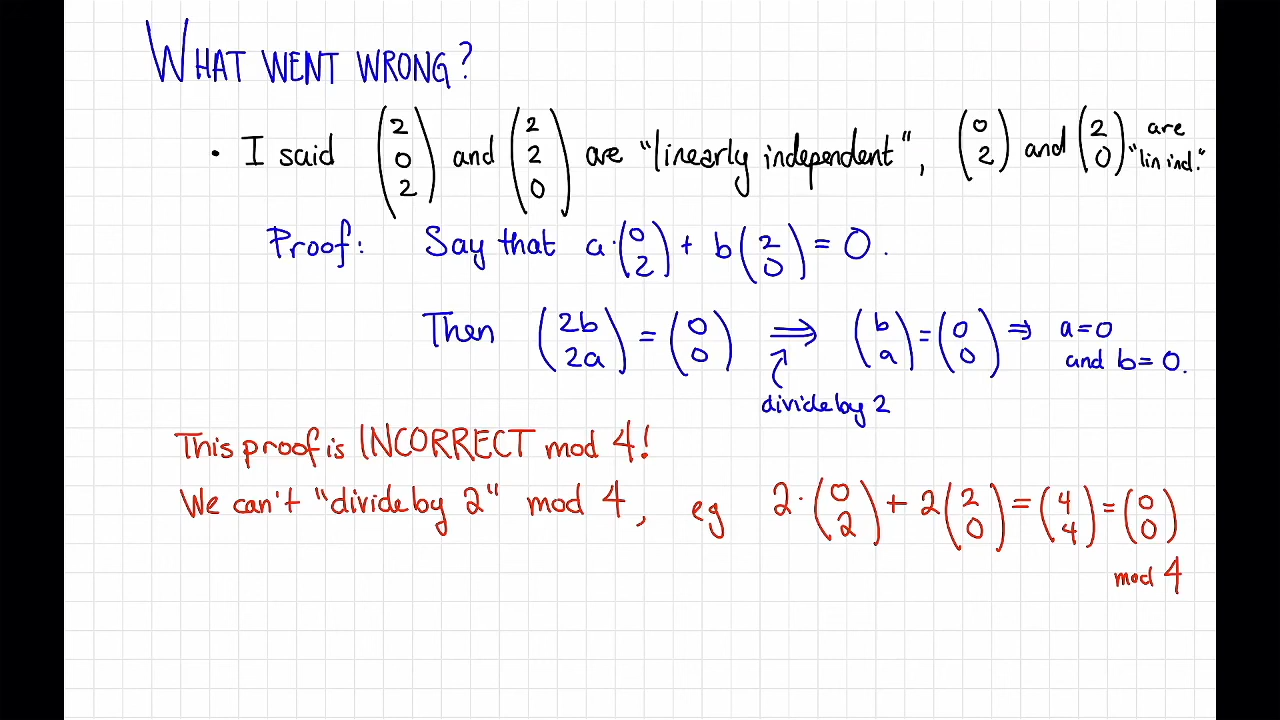 WHAT WENT WRONG?
• I said (2 0 2) and (2 2 0) are "linearly independent", (0 2) and (2 0) are "lin ind."
Proof: Say that a·(0 2) + b(2 0) = 0.
Then (2b 2a) = (0 0) ⟹ (b a) = (0 0) ⇒ a=0 and b=0.
divide by 2
This proof is INCORRECT mod 4!
We can't "divide by 2" mod 4, eg 2·(0 2) + 2(2 0) = (4 4) = (0 0)
mod 4